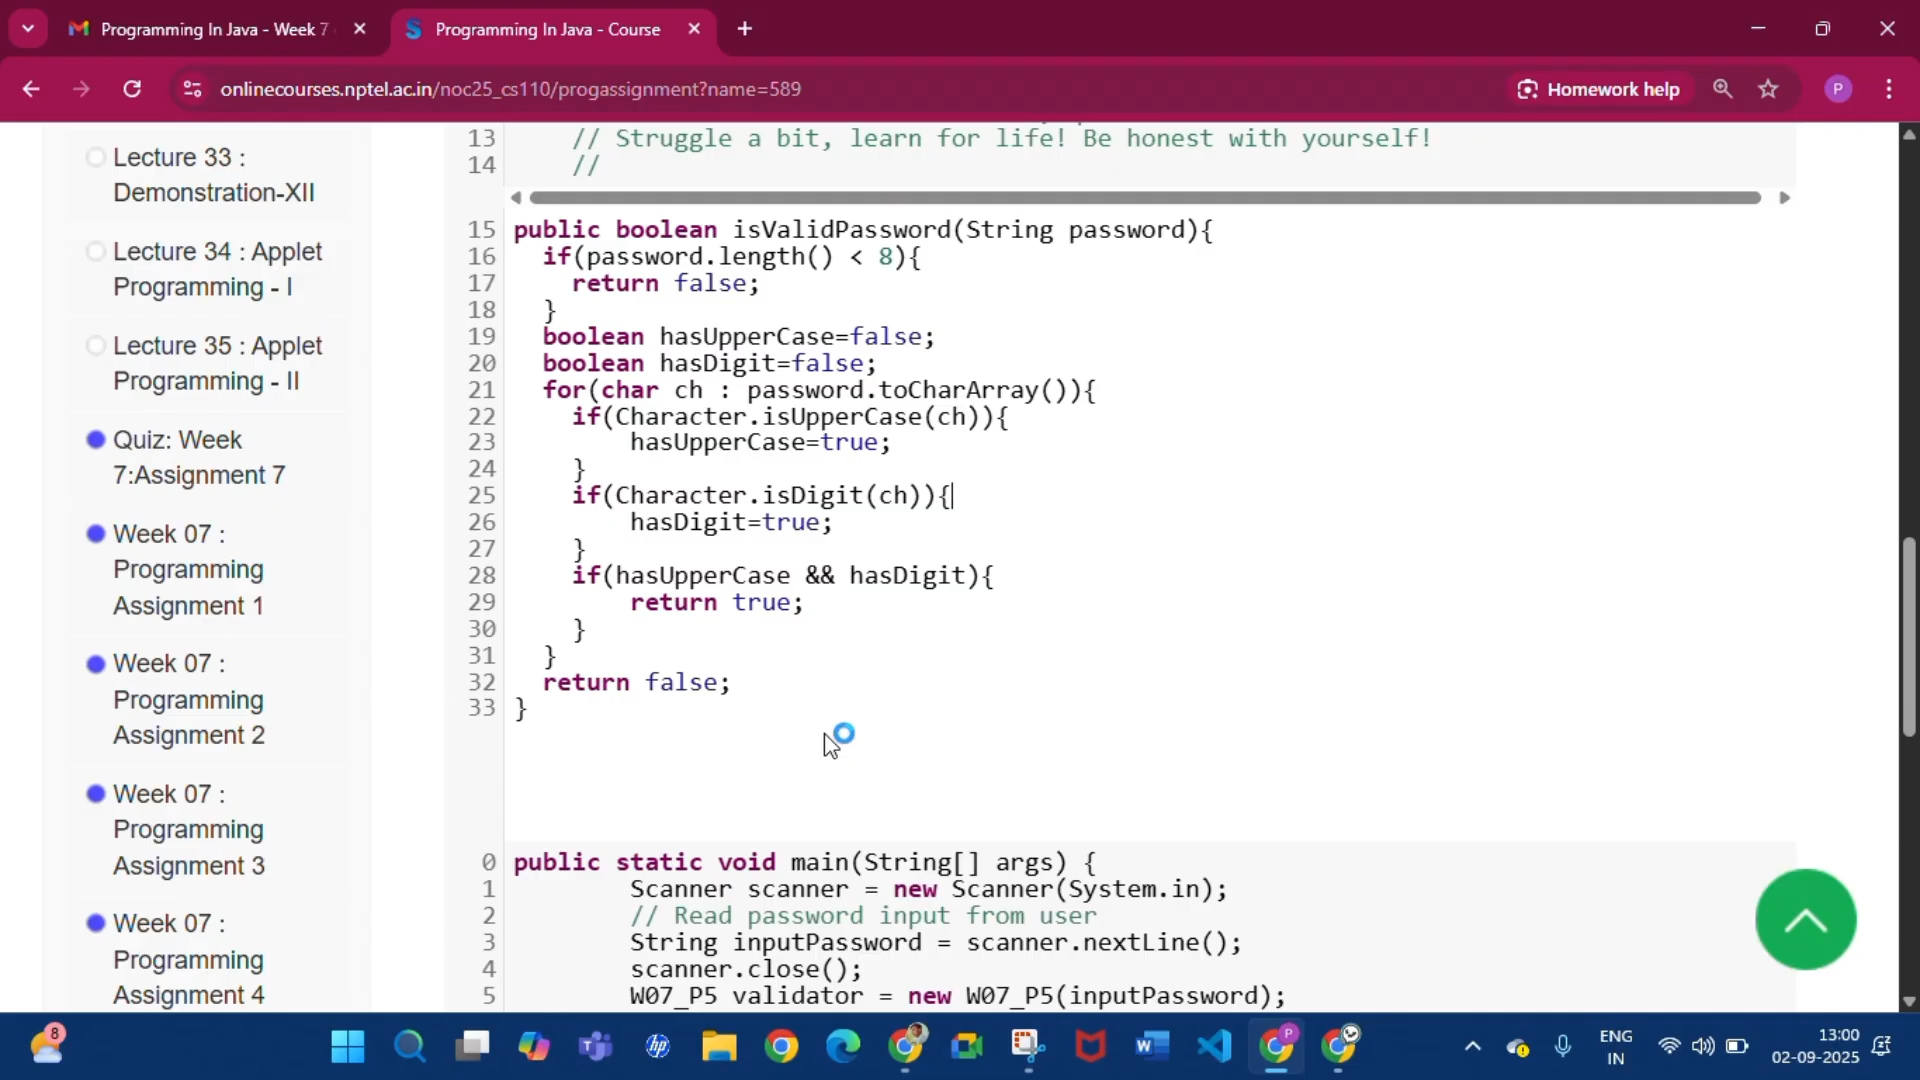 Programming In Java - Week 7
Programming In Java - Course
onlinecourses.nptel.ac.in/noc25_cs110/progassignment?name=589
Homework help
P
Lecture 33 :
Demonstration-XII
Lecture 34 : Applet
Programming - I
Lecture 35 : Applet
Programming - II
Quiz: Week
7:Assignment 7
Week 07 :
Programming
Assignment 1
Week 07 :
Programming
Assignment 2
Week 07 :
Programming
Assignment 3
Week 07 :
Programming
Assignment 4
13 // Struggle a bit, learn for life! Be honest with yourself!
14 //
15 public boolean isValidPassword(String password){
16 if(password.length() < 8){
17 return false;
18 }
19 boolean hasUpperCase=false;
20 boolean hasDigit=false;
21 for(char ch : password.toCharArray()){
22 if(Character.isUpperCase(ch)){
23 hasUpperCase=true;
24 }
25 if(Character.isDigit(ch)){
26 hasDigit=true;
27 }
28 if(hasUpperCase && hasDigit){
29 return true;
30 }
31 }
32 return false;
33 }
0 public static void main(String[] args) {
1 Scanner scanner = new Scanner(System.in);
2 // Read password input from user
3 String inputPassword = scanner.nextLine();
4 scanner.close();
5 W07_P5 validator = new W07_P5(inputPassword);
8
ENG
IN
13:00
02-09-2025